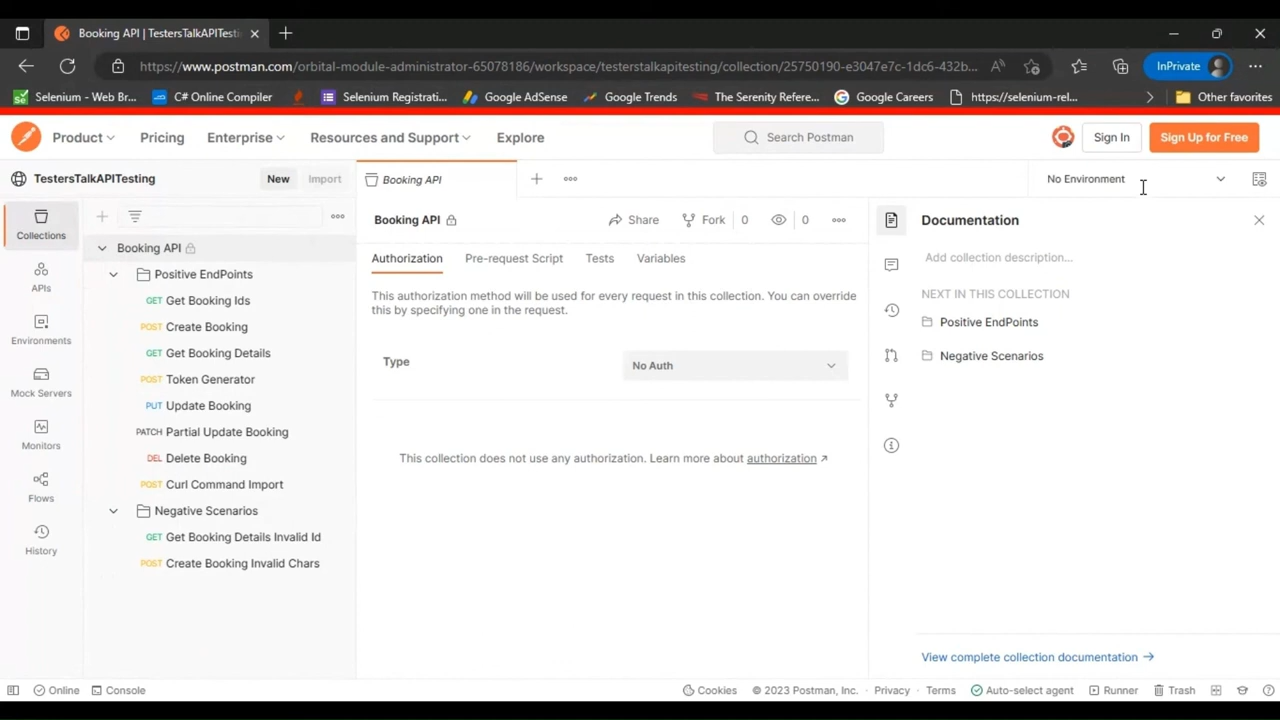 Booking API | TestersTalkAPITesti
https://www.postman.com/orbital-module-administrator-65078186/workspace/testerstalkapitesting/collection/25750190-e3047e7c-1dc6-432b...
InPrivate
Selenium - Web Br...
C# Online Compiler
Selenium Registrati...
Google AdSense
Google Trends
The Serenity Refere...
Google Careers
https://selenium-rel...
Other favorites
Product
Pricing
Enterprise
Resources and Support
Explore
Search Postman
Sign In
Sign Up for Free
TestersTalkAPITesting
New
Import
Booking API
No Environment
Collections
APIs
Environments
Mock Servers
Monitors
Flows
History
Booking API
Positive EndPoints
GET Get Booking Ids
POST Create Booking
GET Get Booking Details
POST Token Generator
PUT Update Booking
PATCH Partial Update Booking
DEL Delete Booking
POST Curl Command Import
Negative Scenarios
GET Get Booking Details Invalid Id
POST Create Booking Invalid Chars
Booking API
Share
Fork 0
0
Authorization
Pre-request Script
Tests
Variables
This authorization method will be used for every request in this collection. You can override
this by specifying one in the request.
Type
No Auth
This collection does not use any authorization. Learn more about authorization
Documentation
Add collection description...
NEXT IN THIS COLLECTION
Positive EndPoints
Negative Scenarios
View complete collection documentation
Online
Console
Cookies
© 2023 Postman, Inc.
Privacy
Terms
Auto-select agent
Runner
Trash